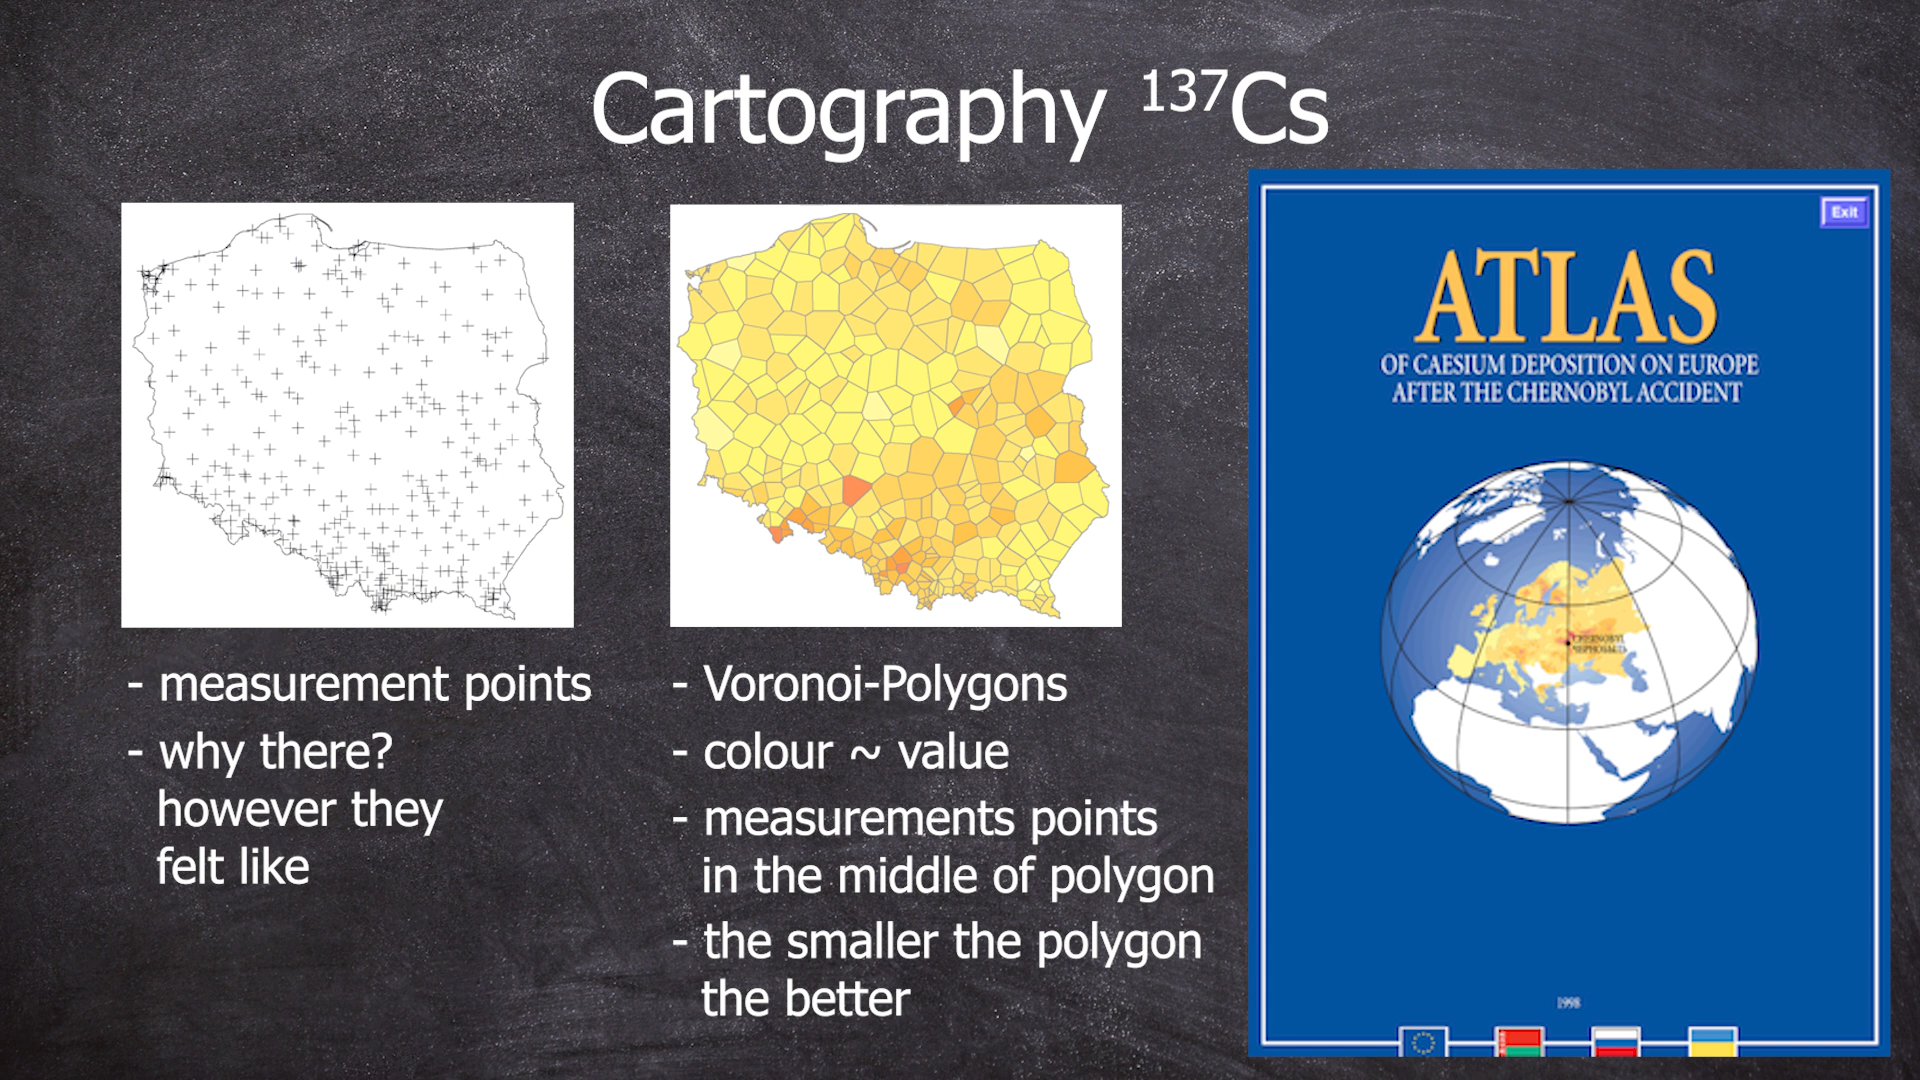 Cartography ¹³⁷Cs
- measurement points
- why there?
however they
felt like
- Voronoi-Polygons
- colour ~ value
- measurements points
in the middle of polygon
- the smaller the polygon
the better
Exit
ATLAS
OF CAESIUM DEPOSITION ON EUROPE
AFTER THE CHERNOBYL ACCIDENT
CHERNOBYL
ЧЕРНОБЫЛЬ
1998